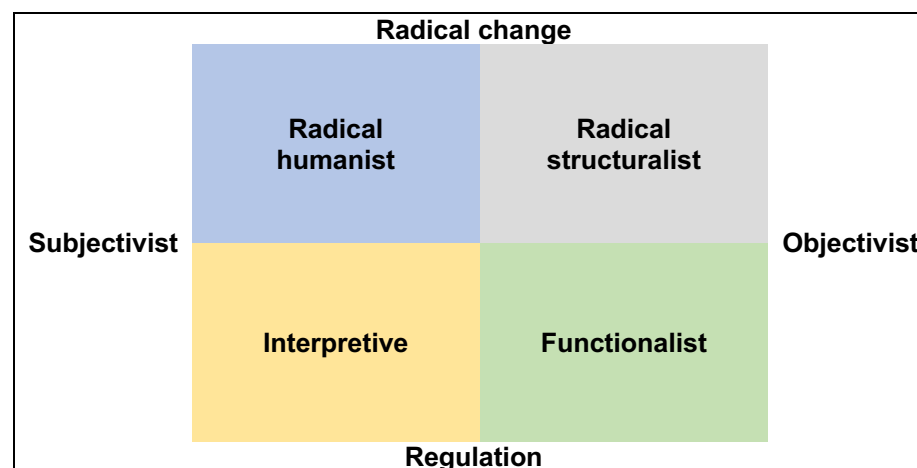 Radical change
Radical
humanist
Radical
structuralist
Subjectivist
Objectivist
Interpretive
Functionalist
Regulation